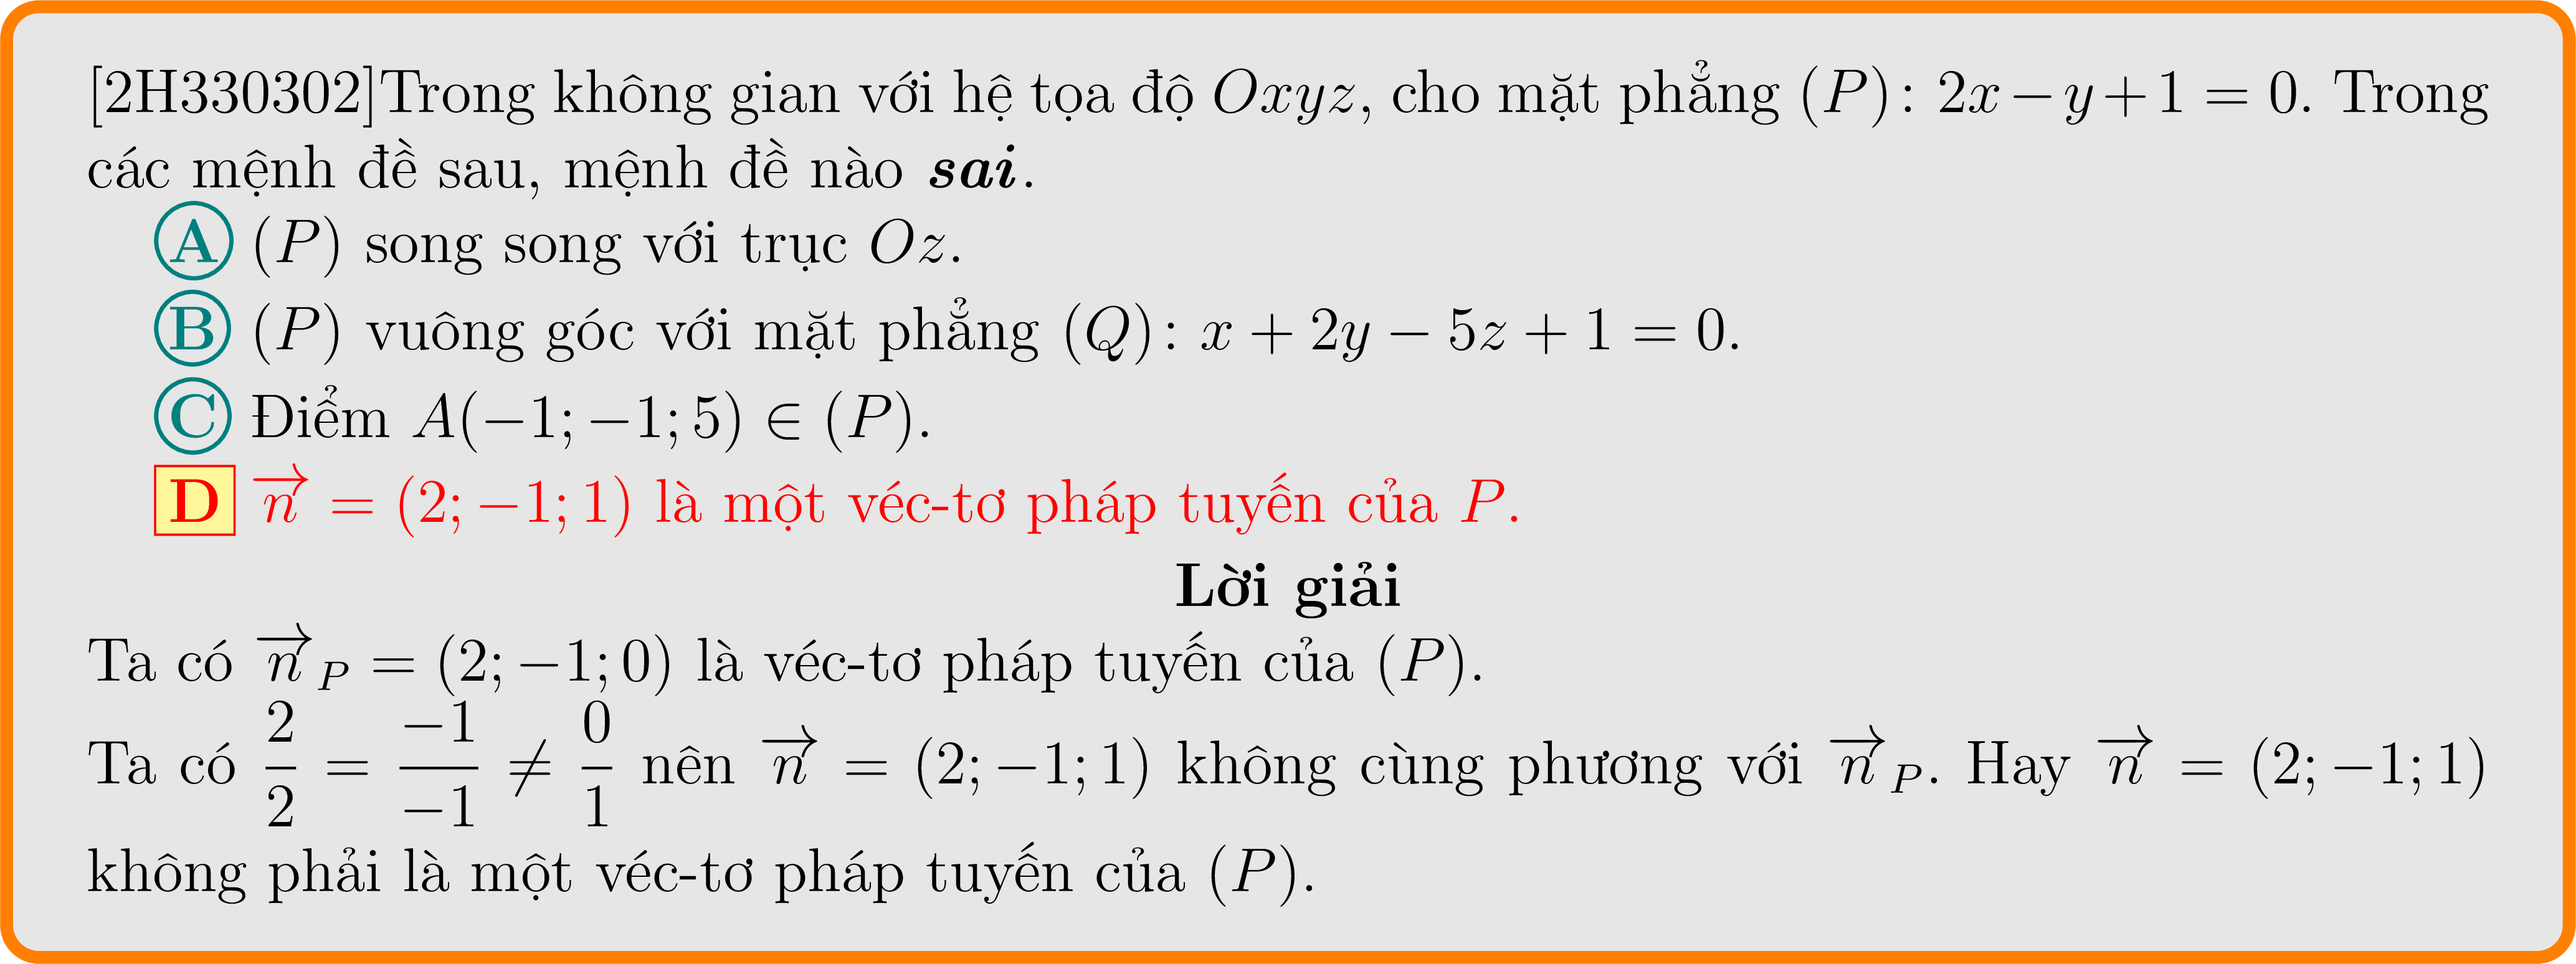 [2H330302]Trong không gian với hệ tọa độ Oxyz, cho mặt phẳng (P): 2x − y + 1 = 0. Trong
các mệnh đề sau, mệnh đề nào sai.
A (P) song song với trục Oz.
B (P) vuông góc với mặt phẳng (Q): x + 2y − 5z + 1 = 0.
C Điểm A(−1; −1; 5) ∈ (P).
D $\overrightarrow{n}$ = (2; −1; 1) là một véc-tơ pháp tuyến của P.
Lời giải
Ta có $\overrightarrow{n}_P$ = (2; −1; 0) là véc-tơ pháp tuyến của (P).
Ta có $\frac{2}{2} = \frac{-1}{-1} \neq \frac{0}{1}$ nên $\overrightarrow{n}$ = (2; −1; 1) không cùng phương với $\overrightarrow{n}_P$. Hay $\overrightarrow{n}$ = (2; −1; 1)
không phải là một véc-tơ pháp tuyến của (P).